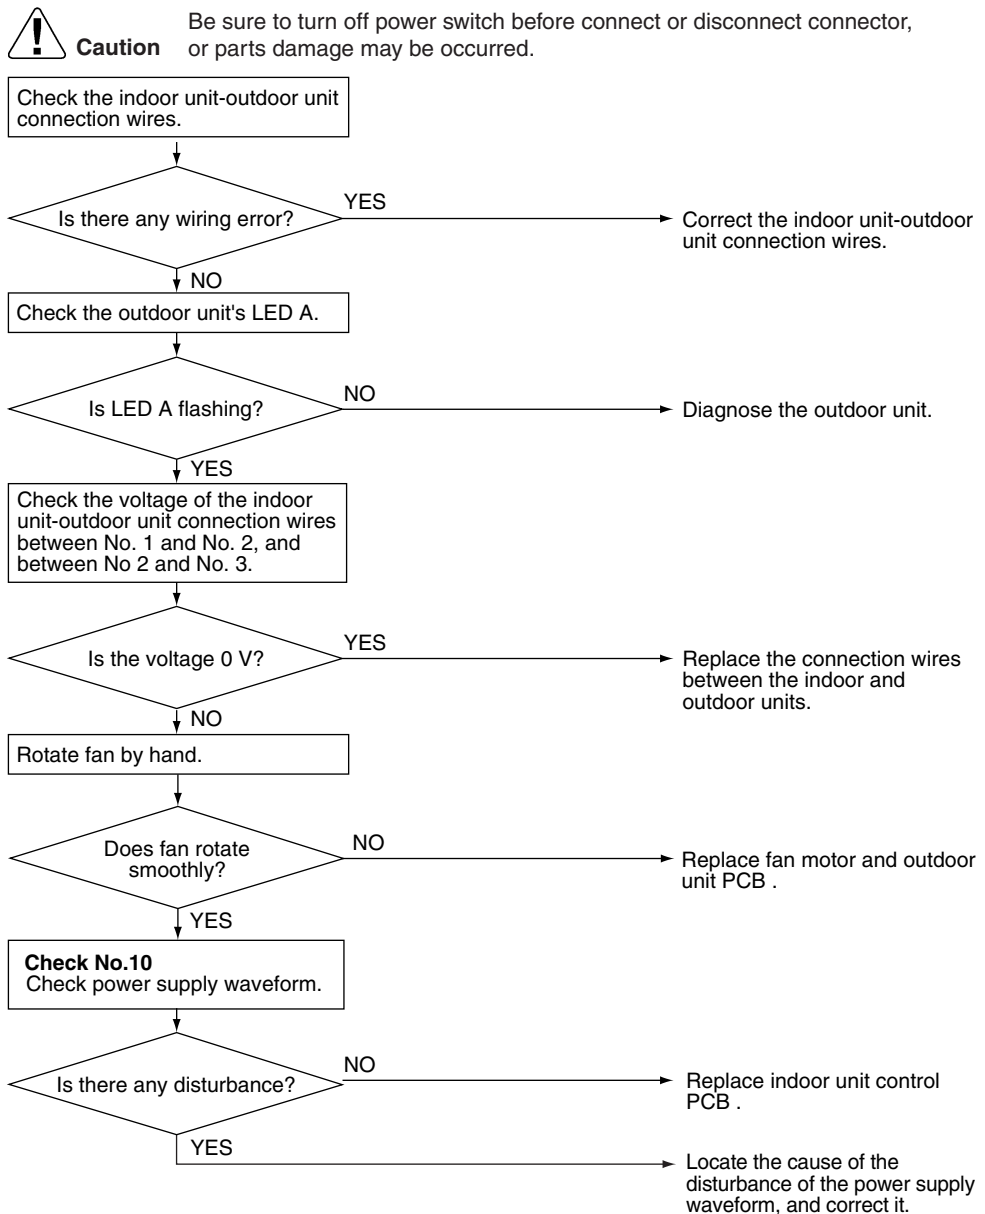 Caution
Be sure to turn off power switch before connect or disconnect connector,
or parts damage may be occurred.
Check the indoor unit-outdoor unit
connection wires.
Is there any wiring error?
YES
Correct the indoor unit-outdoor
unit connection wires.
NO
Check the outdoor unit's LED A.
Is LED A flashing?
NO
Diagnose the outdoor unit.
YES
Check the voltage of the indoor
unit-outdoor unit connection wires
between No. 1 and No. 2, and
between No 2 and No. 3.
Is the voltage 0 V?
YES
Replace the connection wires
between the indoor and
outdoor units.
NO
Rotate fan by hand.
Does fan rotate
smoothly?
NO
Replace fan motor and outdoor
unit PCB .
YES
Check No.10
Check power supply waveform.
Is there any disturbance?
NO
Replace indoor unit control
PCB .
YES
Locate the cause of the
disturbance of the power supply
waveform, and correct it.